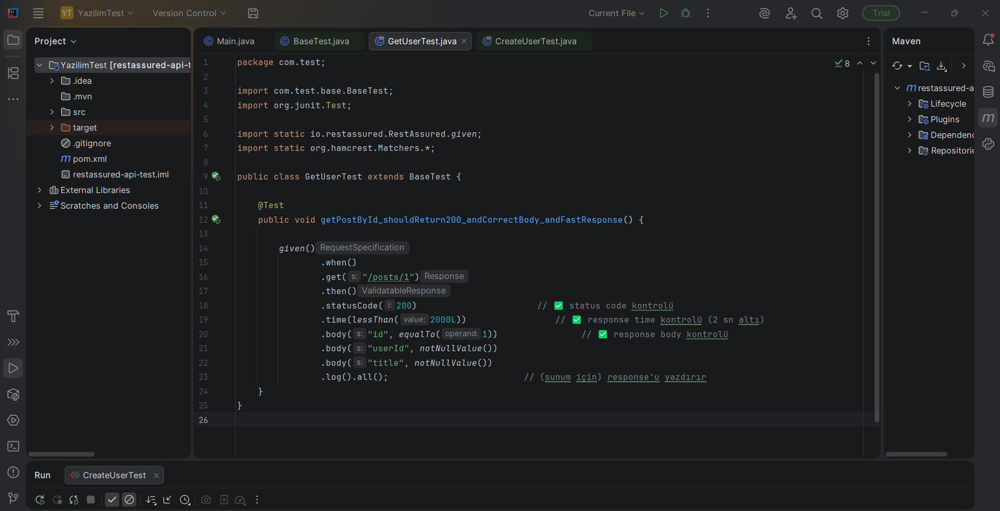 YT YazilimTest Version Control Current File Trial
Project
YazilimTest [restassured-api-t
.idea
.mvn
src
target
.gitignore
m pom.xml
restassured-api-test.iml
External Libraries
Scratches and Consoles
Main.java BaseTest.java GetUserTest.java CreateUserTest.java
8
1 package com.test;
2
3 import com.test.base.BaseTest;
4 import org.junit.Test;
5
6 import static io.restassured.RestAssured.given;
7 import static org.hamcrest.Matchers.*;
8
9 public class GetUserTest extends BaseTest {
10
11 @Test
12 public void getPostById_shouldReturn200_andCorrectBody_andFastResponse() {
13
14 given() RequestSpecification
15 .when()
16 .get( s: "/posts/1") Response
17 .then() ValidatableResponse
18 .statusCode( i: 200) // ✅ status code kontrolü
19 .time(lessThan( value: 2000L)) // ✅ response time kontrolü (2 sn altı)
20 .body( s: "id", equalTo( operand: 1)) // ✅ response body kontrolü
21 .body( s: "userId", notNullValue())
22 .body( s: "title", notNullValue())
23 .log().all(); // (sunum için) response'u yazdırır
24 }
25 }
26
Maven
m restassured-a
Lifecycle
Plugins
Dependenc
Repositorie
m
Run CreateUserTest